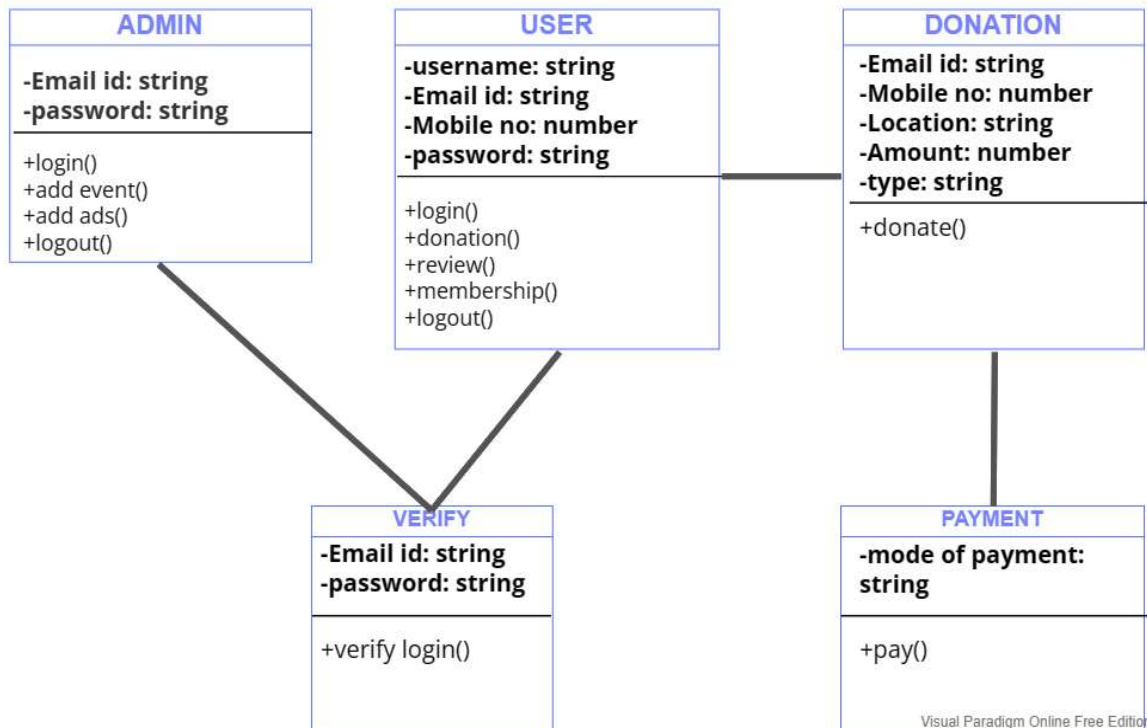 ADMIN
-Email id: string
-password: string
+login()
+add event()
+add ads()
+logout()
USER
-username: string
-Email id: string
-Mobile no: number
-password: string
+login()
+donation()
+review()
+membership()
+logout()
DONATION
-Email id: string
-Mobile no: number
-Location: string
-Amount: number
-type: string
+donate()
VERIFY
-Email id: string
-password: string
+verify login()
PAYMENT
-mode of payment:
string
+pay()
Visual Paradigm Online Free Edition